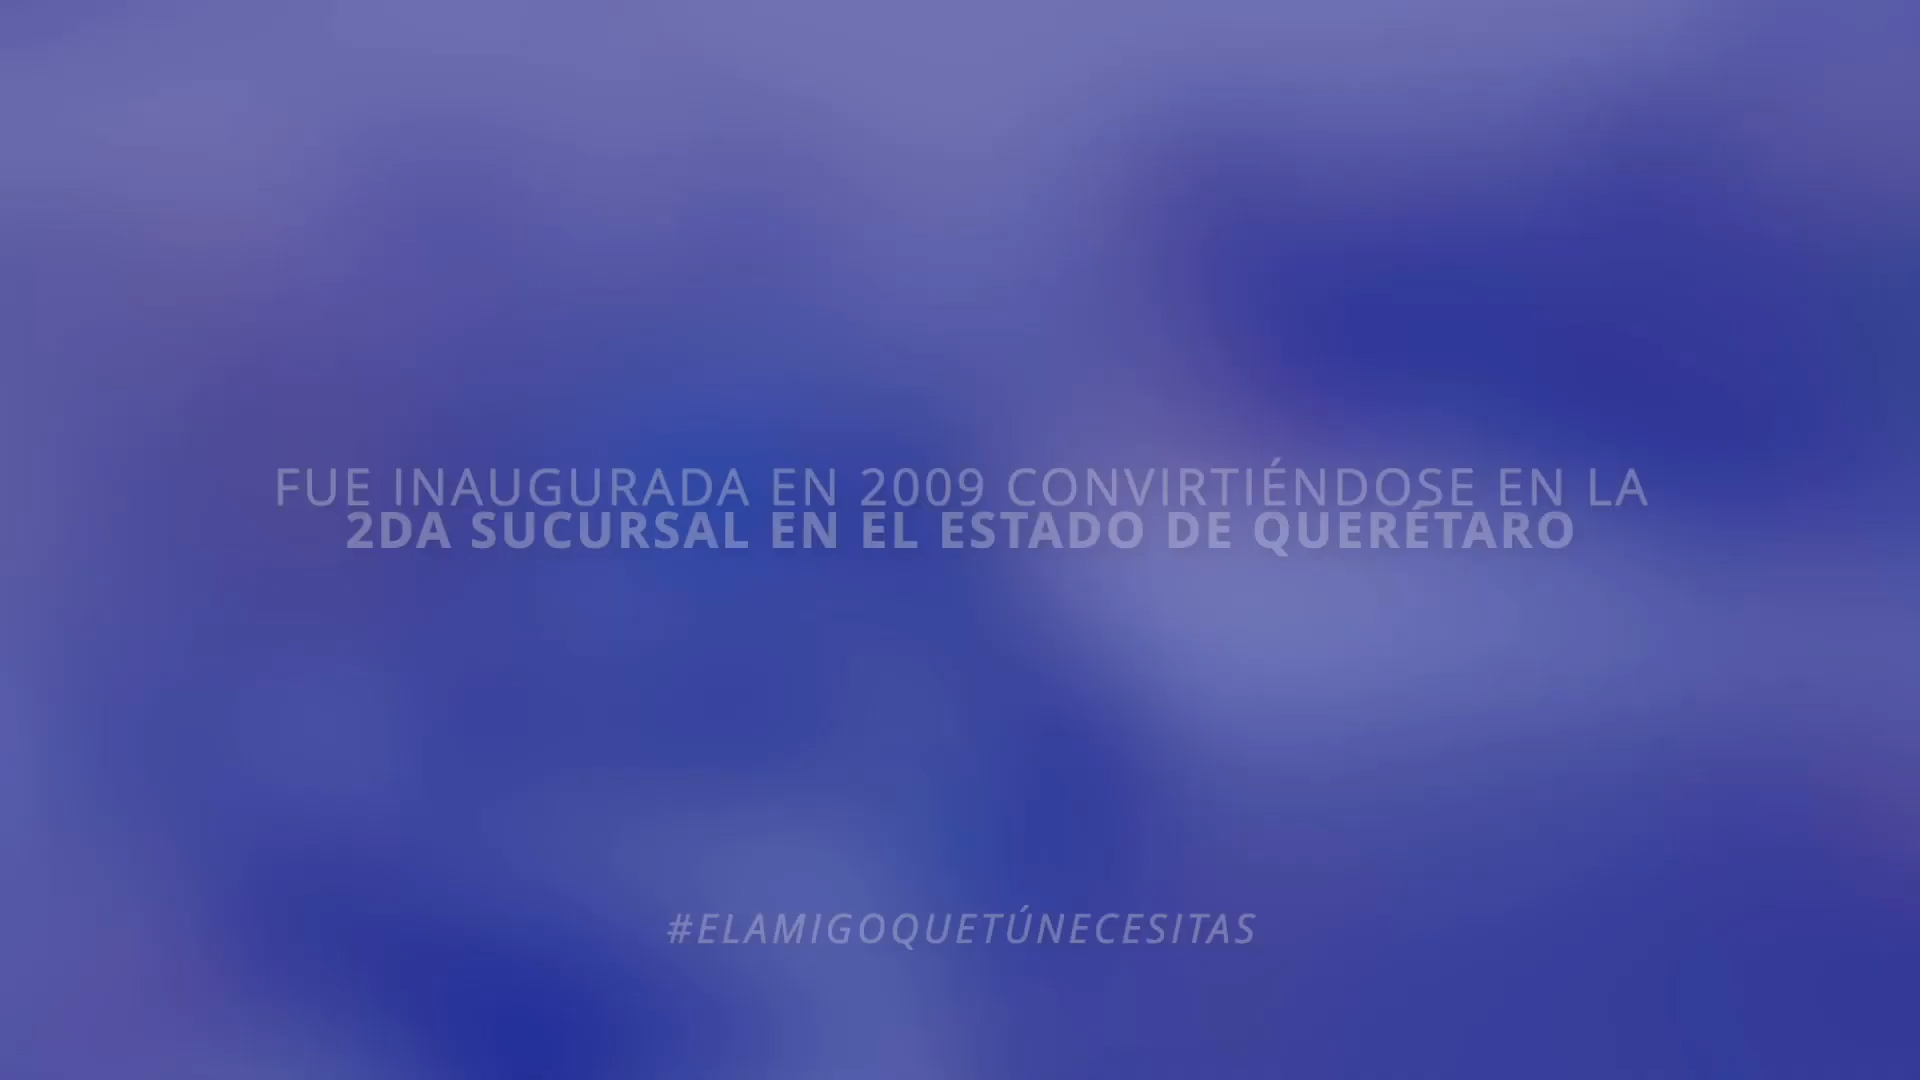 FUE INAUGURADA EN 2009 CONVIRTIÉNDOSE EN LA
2DA SUCURSAL EN EL ESTADO DE QUERÉTARO
#ELAMIGOQUETÚNECESITAS